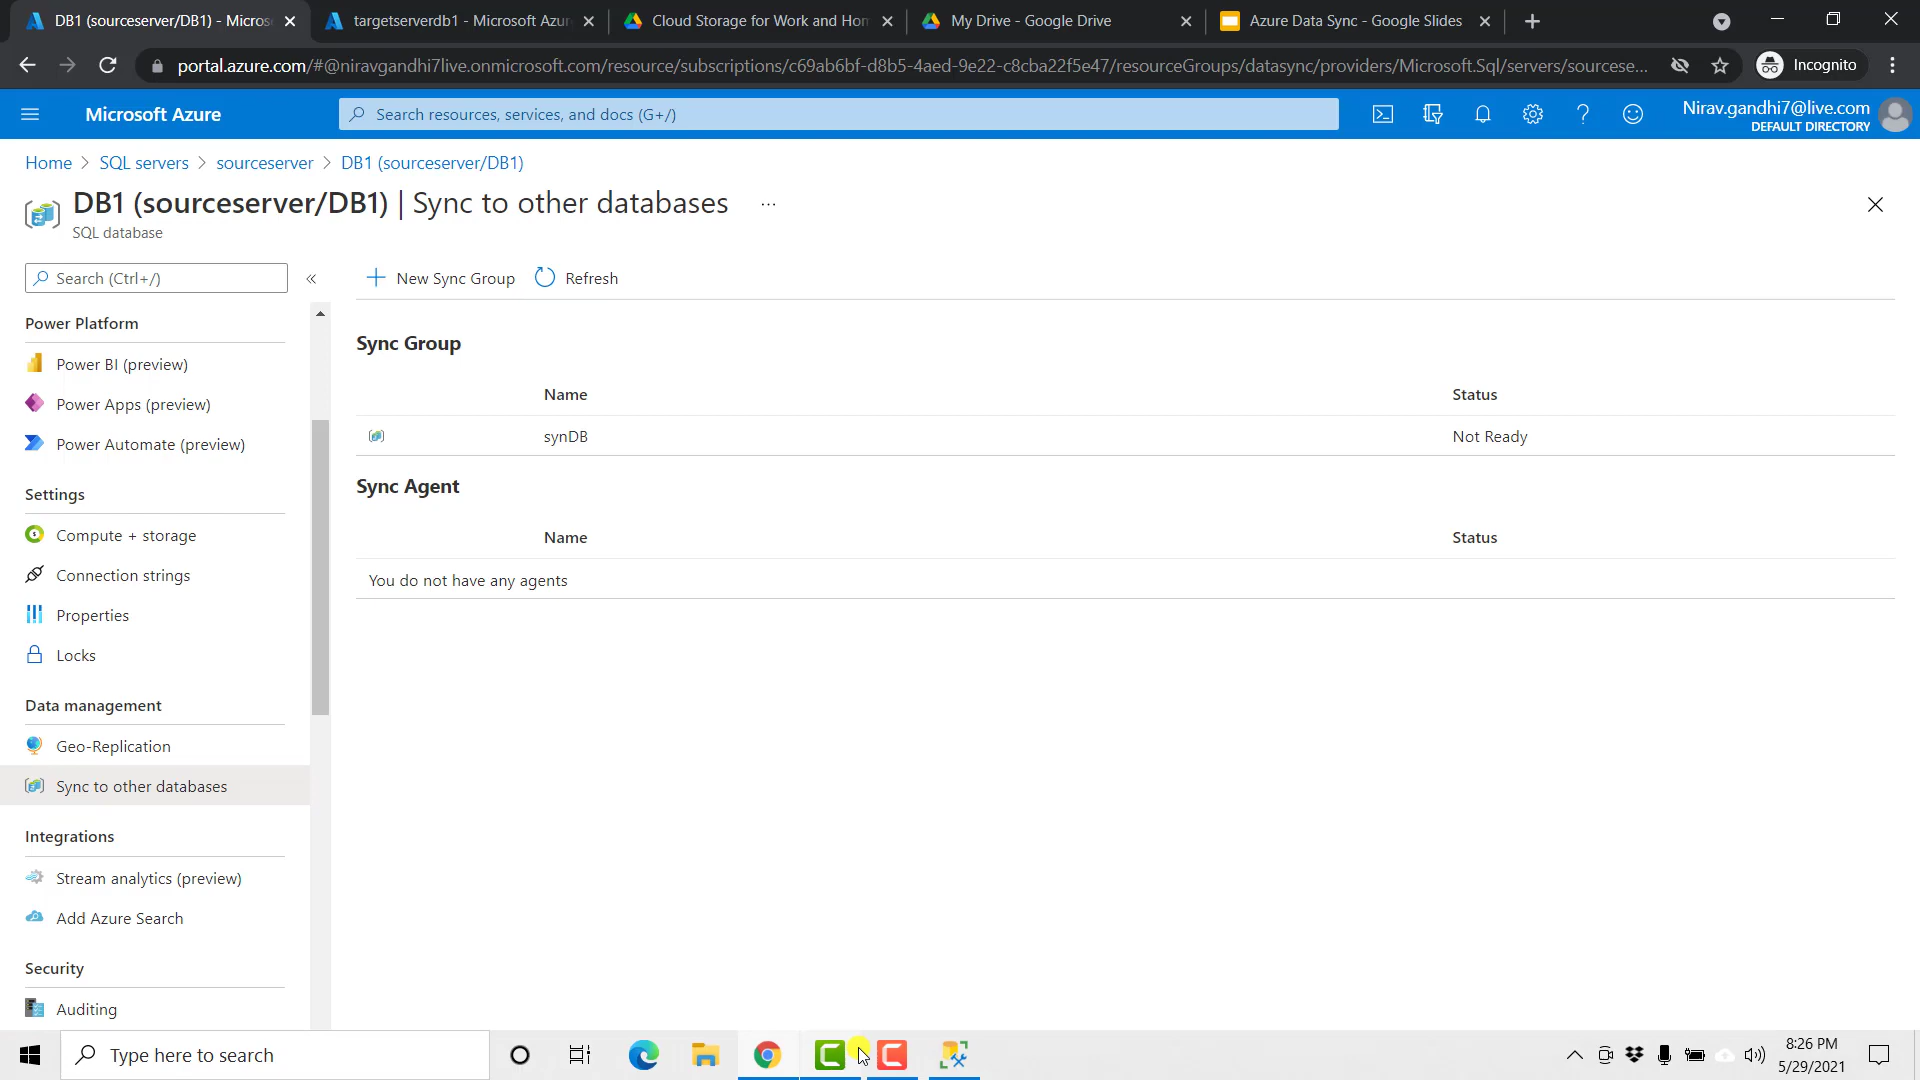 DB1 (sourceserver/DB1) - Micros
targetserverdb1 - Microsoft Azur
Cloud Storage for Work and Hom
My Drive - Google Drive
Azure Data Sync - Google Slides
portal.azure.com/#@niravgandhi7live.onmicrosoft.com/resource/subscriptions/c69ab6bf-d8b5-4aed-9e22-c8cba22f5e47/resourceGroups/datasync/providers/Microsoft.Sql/servers/sourcese...
Incognito
Microsoft Azure
Search resources, services, and docs (G+/)
Nirav.gandhi7@live.com
DEFAULT DIRECTORY
Home > SQL servers > sourceserver > DB1 (sourceserver/DB1)
DB1 (sourceserver/DB1) | Sync to other databases ...
SQL database
Search (Ctrl+/)
«
New Sync Group
Refresh
Power Platform
Power BI (preview)
Power Apps (preview)
Power Automate (preview)
Settings
Compute + storage
Connection strings
Properties
Locks
Data management
Geo-Replication
Sync to other databases
Integrations
Stream analytics (preview)
Add Azure Search
Security
Auditing
Sync Group
Name Status
synDB Not Ready
Sync Agent
Name Status
You do not have any agents
Type here to search
8:26 PM
5/29/2021